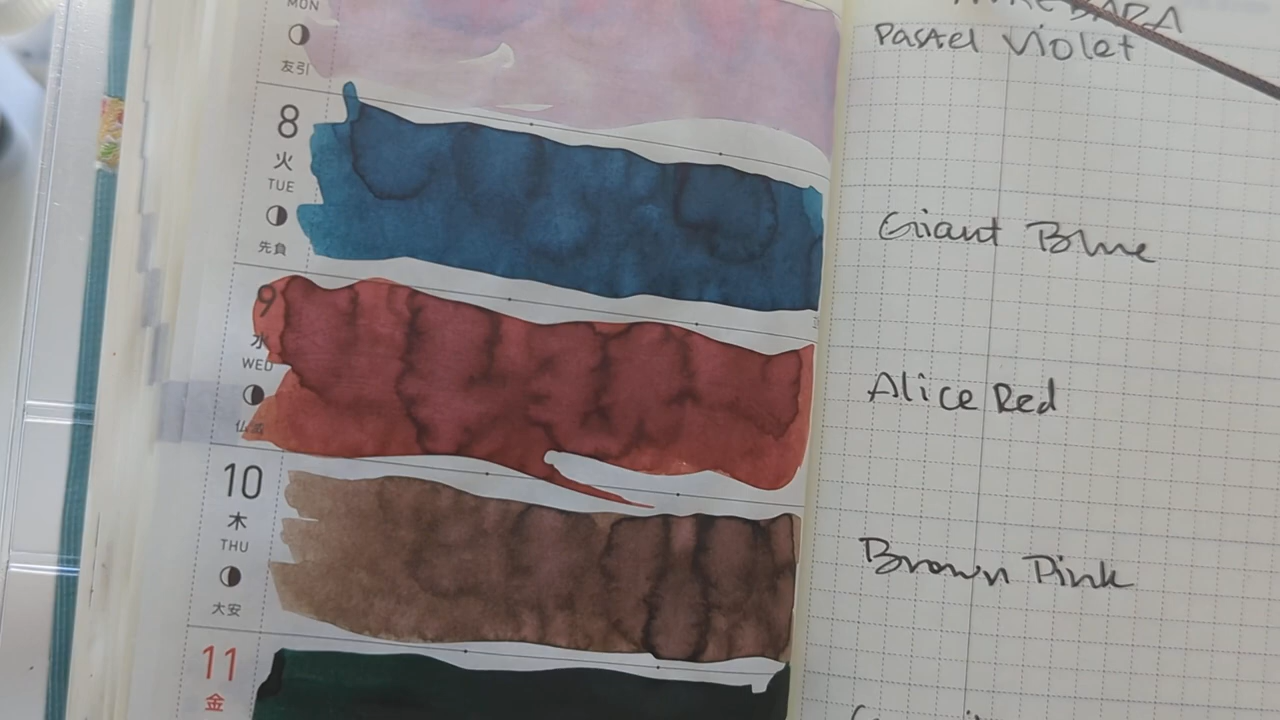 MON
友引
8
火
TUE
先負
9
水
WED
仏滅
10
木
THU
大安
11
金
Pastel Violet
Giant Blue
Alice Red
Brown Pink